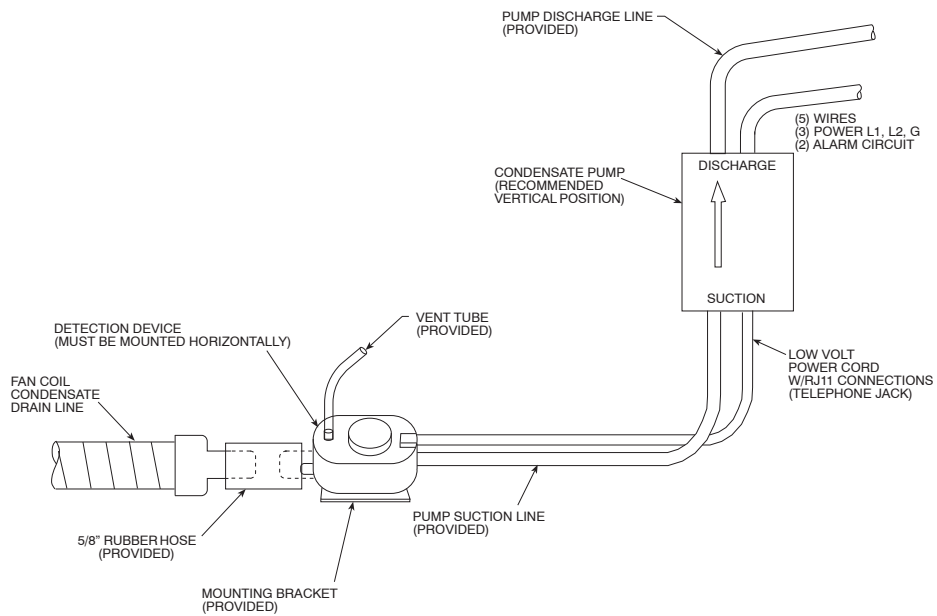 PUMP DISCHARGE LINE
(PROVIDED)
(5) WIRES
(3) POWER L1, L2, G
(2) ALARM CIRCUIT
DISCHARGE
CONDENSATE PUMP
(RECOMMENDED
VERTICAL POSITION)
SUCTION
VENT TUBE
(PROVIDED)
DETECTION DEVICE
(MUST BE MOUNTED HORIZONTALLY)
LOW VOLT
POWER CORD
W/RJ11 CONNECTIONS
(TELEPHONE JACK)
FAN COIL
CONDENSATE
DRAIN LINE
PUMP SUCTION LINE
(PROVIDED)
5/8" RUBBER HOSE
(PROVIDED)
MOUNTING BRACKET
(PROVIDED)